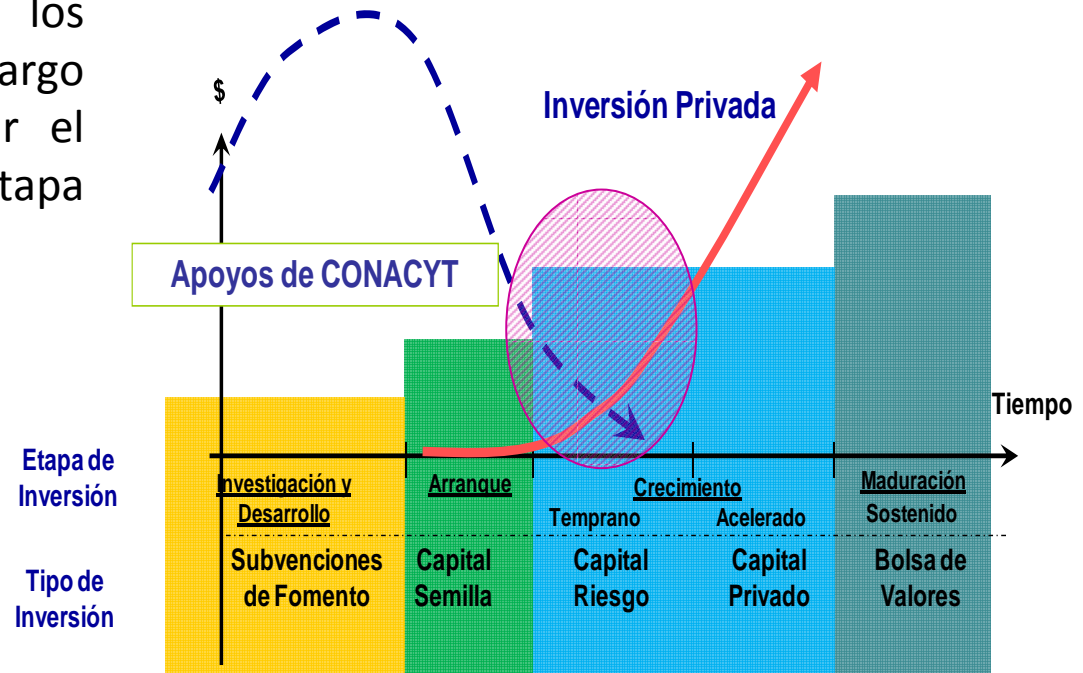 los
argo
r el
tapa
$
Inversión Privada
Apoyos de CONACYT
Tiempo
Etapa de
Inversión
Investigación y
Desarrollo
Arranque
Crecimiento
Temprano
Acelerado
Maduración
Sostenido
Tipo de
Inversión
Subvenciones
de Fomento
Capital
Semilla
Capital
Riesgo
Capital
Privado
Bolsa de
Valores